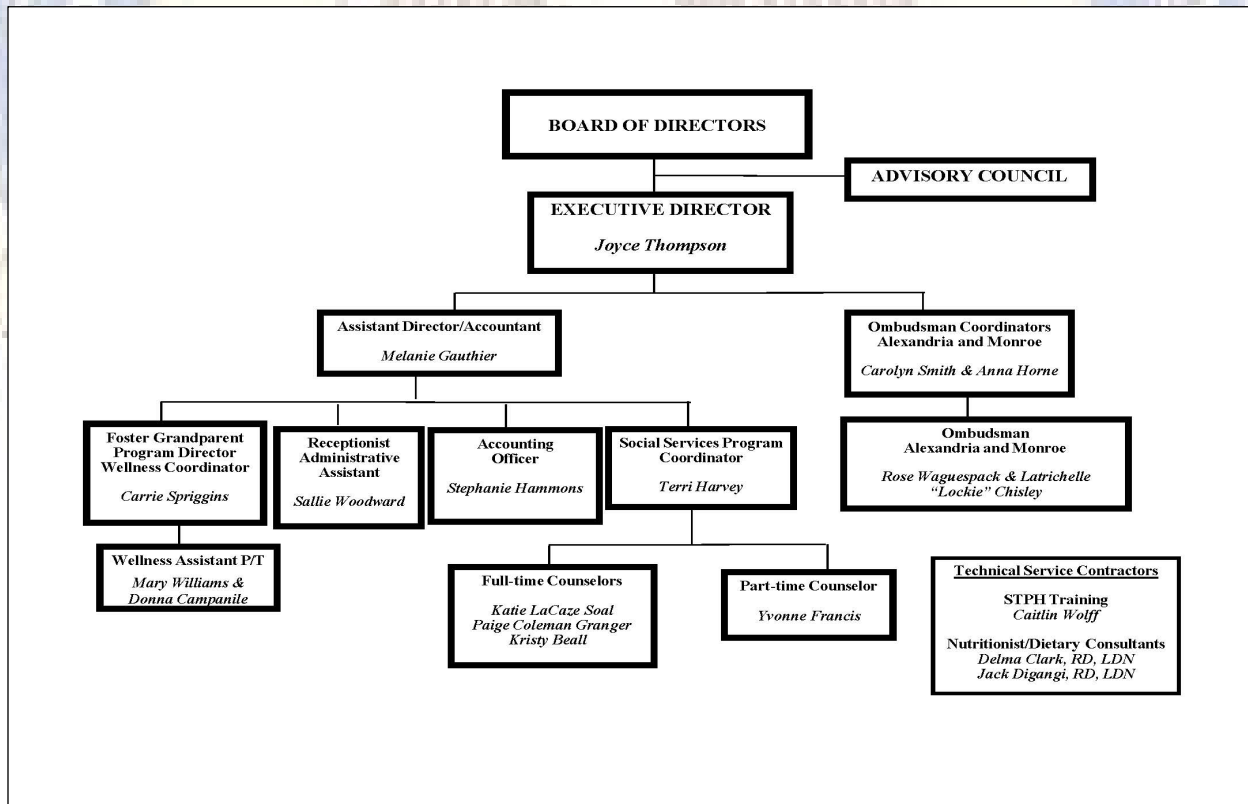 BOARD OF DIRECTORS
ADVISORY COUNCIL
EXECUTIVE DIRECTOR
Joyce Thompson
Assistant Director/Accountant
Melanie Gauthier
Ombudsman Coordinators
Alexandria and Monroe
Carolyn Smith & Anna Horne
Foster Grandparent
Program Director
Wellness Coordinator
Carrie Spriggins
Receptionist
Administrative
Assistant
Sallie Woodward
Accounting
Officer
Stephanie Hammons
Social Services Program
Coordinator
Terri Harvey
Ombudsman
Alexandria and Monroe
Rose Waguespack & Latrichelle
“Lockie” Chisley
Wellness Assistant P/T
Mary Williams &
Donna Campanile
Full-time Counselors
Katie LaCaze Soal
Paige Coleman Granger
Kristy Beall
Part-time Counselor
Yvonne Francis
Technical Service Contractors
STPH Training
Caitlin Wolff
Nutritionist/Dietary Consultants
Delma Clark, RD, LDN
Jack Digangi, RD, LDN